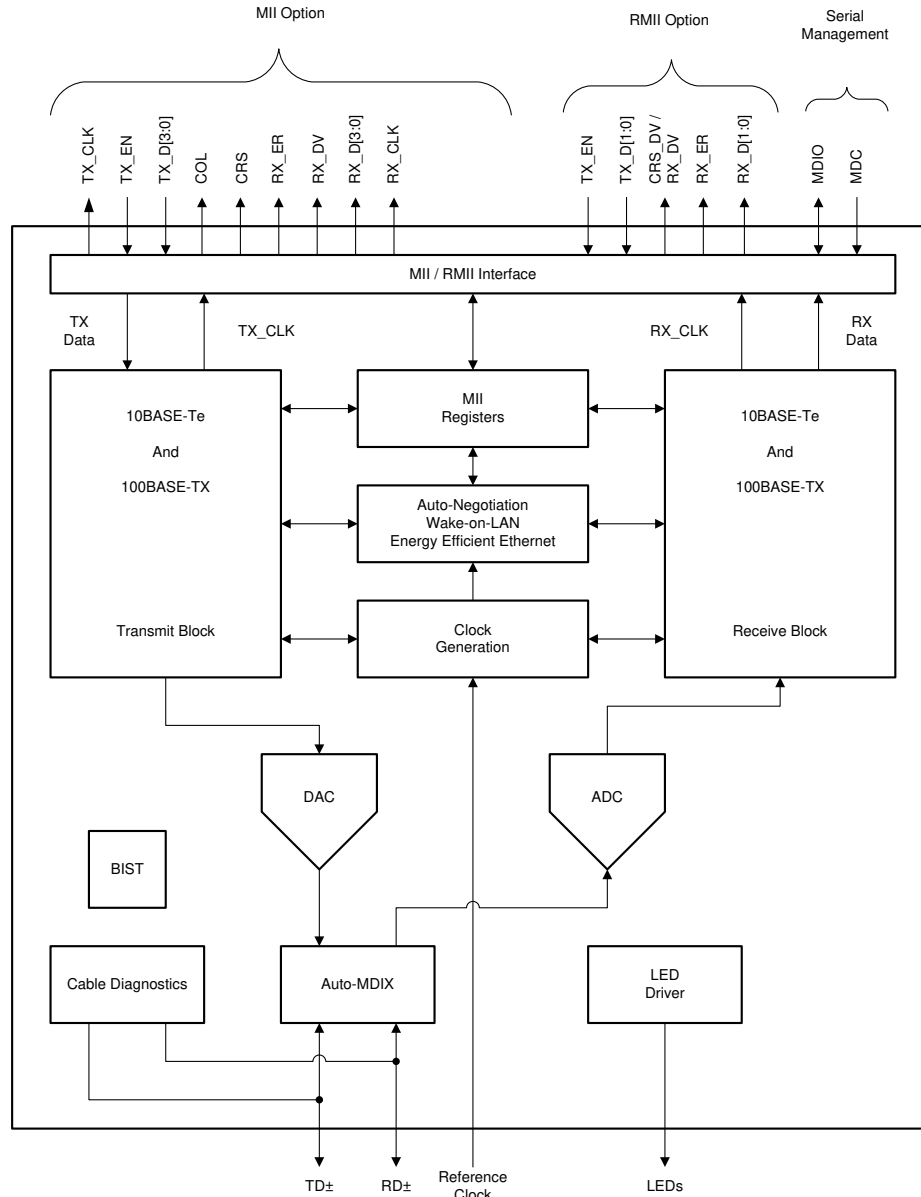 MII Option
RMII Option
Serial
Management
TX_CLK
TX_EN
TX_D[3:0]
COL
CRS
RX_ER
RX_DV
RX_D[3:0]
RX_CLK
TX_EN
TX_D[1:0]
CRS_DV /
RX_DV
RX_ER
RX_D[1:0]
MDIO
MDC
MII / RMII Interface
TX
Data
TX_CLK
RX_CLK
RX
Data
10BASE-Te
And
100BASE-TX
Transmit Block
MII
Registers
Auto-Negotiation
Wake-on-LAN
Energy Efficient Ethernet
Clock
Generation
10BASE-Te
And
100BASE-TX
Receive Block
DAC
ADC
BIST
Cable Diagnostics
Auto-MDIX
LED
Driver
TD±
RD±
Reference
Clock
LEDs